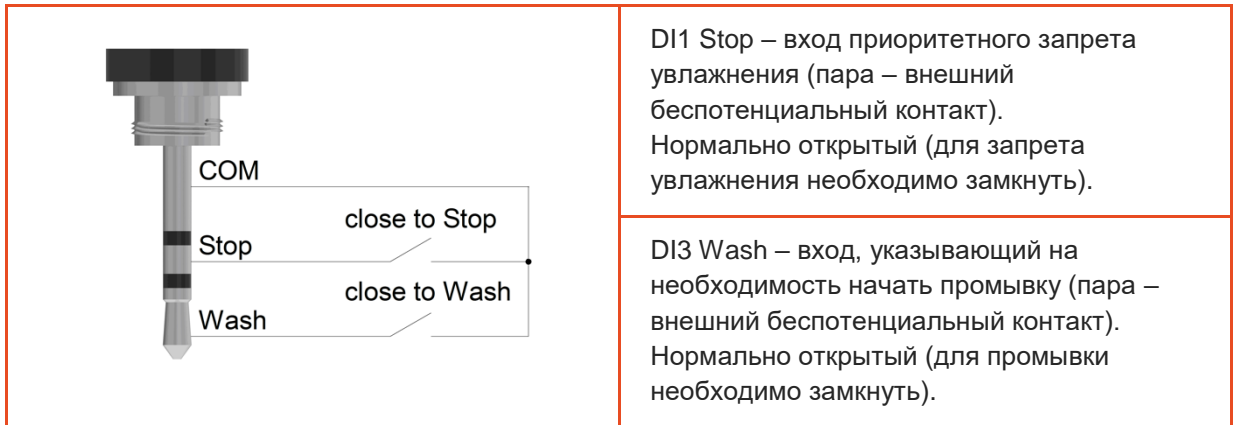 COM
close to Stop
Stop
close to Wash
Wash
DI1 Stop – вход приоритетного запрета
увлажнения (пара – внешний
беспотенциальный контакт).
Нормально открытый (для запрета
увлажнения необходимо замкнуть).
DI3 Wash – вход, указывающий на
необходимость начать промывку (пара –
внешний беспотенциальный контакт).
Нормально открытый (для промывки
необходимо замкнуть).